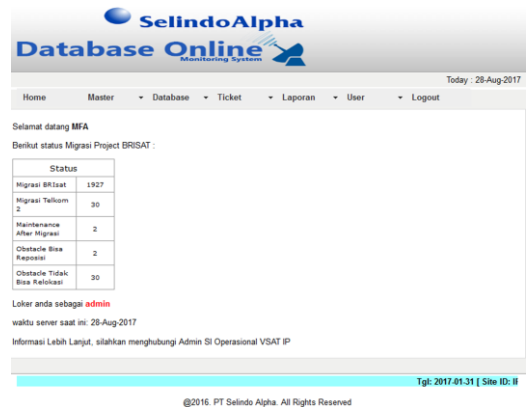 SelindoAlpha
Database Online
Monitoring System
Today : 28-Aug-2017
Home Master Database Ticket Laporan User Logout
Selamat datang MFA
Berikut status Migrasi Project BRISAT :
Status
Migrasi BRIsat 1927
Migrasi Telkom 2 30
Maintenance After Migrasi 2
Obstacle Bisa Reposisi 2
Obstacle Tidak Bisa Relokasi 30
Loker anda sebagai admin
waktu server saat ini: 28-Aug-2017
Informasi Lebih Lanjut, silahkan menghubungi Admin SI Operasional VSAT IP
Tgl: 2017-01-31 [ Site ID:
@2016. PT Selindo Alpha. All Rights Reserved